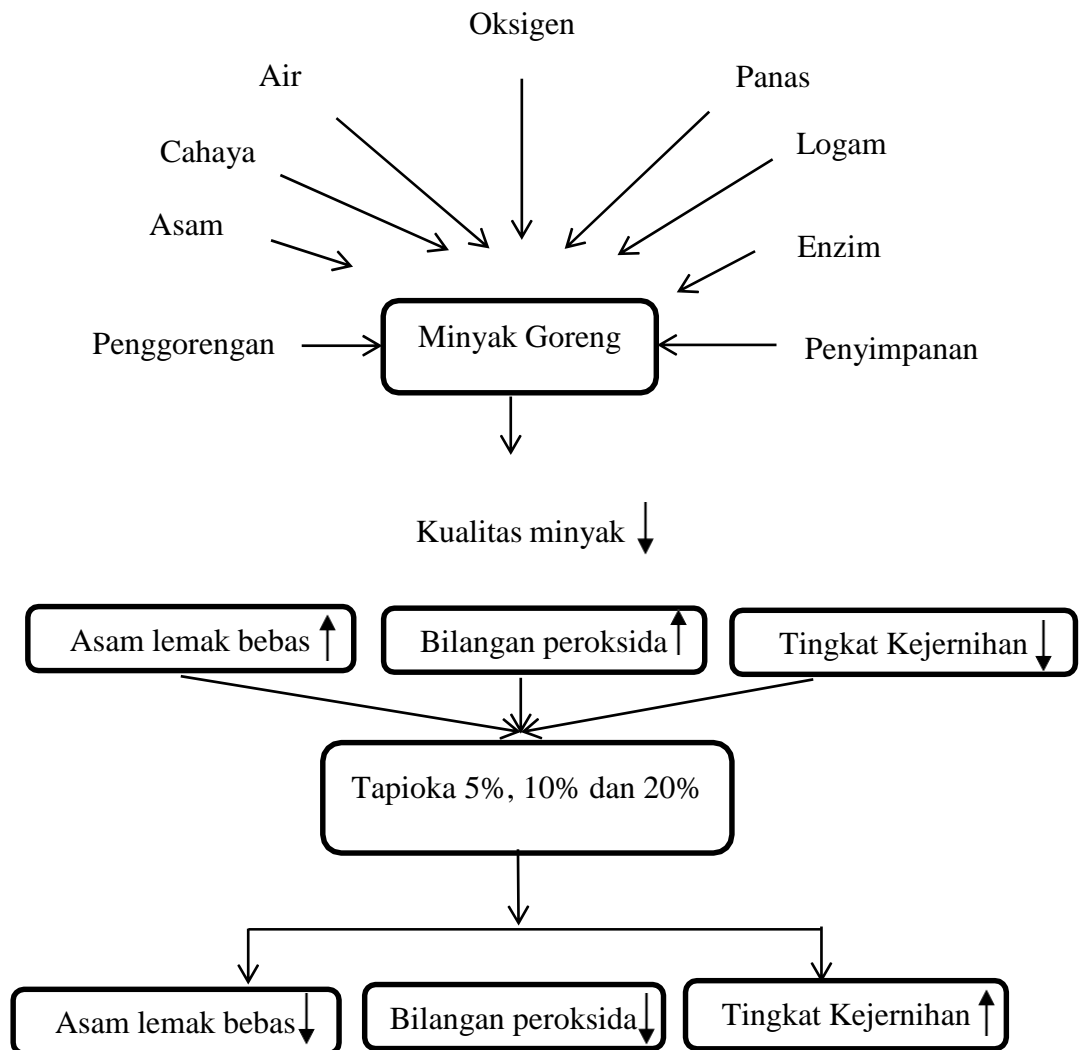 Oksigen
Air
Panas
Cahaya
Logam
Asam
Enzim
Penggorengan
Minyak Goreng
Penyimpanan
Kualitas minyak
Asam lemak bebas
Bilangan peroksida
Tingkat Kejernihan
Tapioka 5%, 10% dan 20%
Asam lemak bebas
Bilangan peroksida
Tingkat Kejernihan